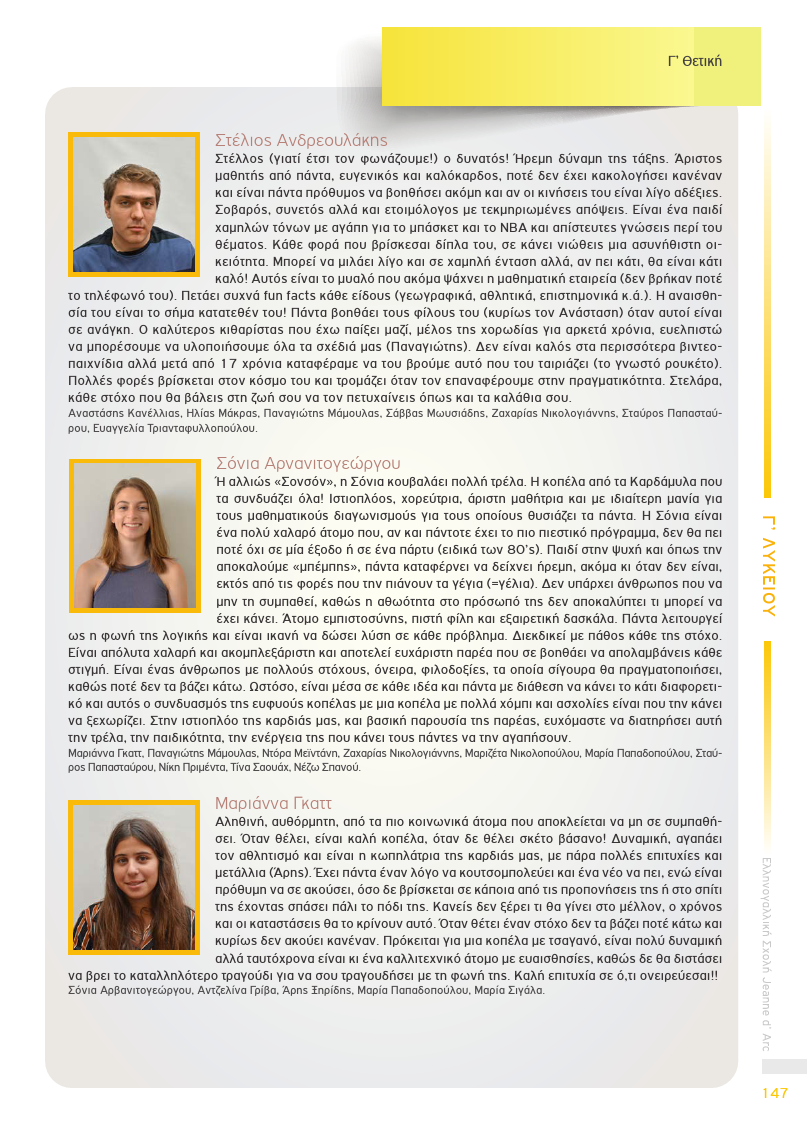 Γ' Θετική
Στέλιος Ανδρεουλάκης
Στέλλος (γιατί έτσι τον φωνάζουμε!) ο δυνατός! Ήρεμη δύναμη της τάξης. Άριστος
μαθητής από πάντα, ευγενικός και καλόκαρδος, ποτέ δεν έχει κακολογήσει κανέναν
και είναι πάντα πρόθυμος να βοηθήσει ακόμη και αν οι κινήσεις του είναι λίγο αδέξιες.
Σοβαρός, συνετός αλλά και ετοιμόλογος με τεκμηριωμένες απόψεις. Είναι ένα παιδί
χαμηλών τόνων με αγάπη για το μπάσκετ και το NBA και απίστευτες γνώσεις περί του
θέματος. Κάθε φορά που βρίσκεσαι δίπλα του, σε κάνει νιώθεις μια ασυνήθιστη οι-
κειότητα. Μπορεί να μιλάει λίγο και σε χαμηλή ένταση αλλά, αν πει κάτι, θα είναι κάτι
καλό! Αυτός είναι το μυαλό που ακόμα ψάχνει η μαθηματική εταιρεία (δεν βρήκαν ποτέ
το τηλέφωνό του). Πετάει συχνά fun facts κάθε είδους (γεωγραφικά, αθλητικά, επιστημονικά κ.ά.). Η αναισθη-
σία του είναι το σήμα κατατεθέν του! Πάντα βοηθάει τους φίλους του (κυρίως τον Ανάσταση) όταν αυτοί είναι
σε ανάγκη. Ο καλύτερος κιθαρίστας που έχω παίξει μαζί, μέλος της χορωδίας για αρκετά χρόνια, ευελπιστώ
να μπορέσουμε να υλοποιήσουμε όλα τα σχέδιά μας (Παναγιώτης). Δεν είναι καλός στα περισσότερα βιντεο-
παιχνίδια αλλά μετά από 17 χρόνια καταφέραμε να του βρούμε αυτό που του ταιριάζει (το γνωστό ρουκέτο).
Πολλές φορές βρίσκεται στον κόσμο του και τρομάζει όταν τον επαναφέρουμε στην πραγματικότητα. Στελάρα,
κάθε στόχο που θα βάλεις στη ζωή σου να τον πετυχαίνεις όπως και τα καλάθια σου.
Αναστάσης Κανέλλιας, Ηλίας Μάκρας, Παναγιώτης Μάμουλας, Σάββας Μωυσιάδης, Ζαχαρίας Νικολογιάννης, Σταύρος Παπασταύ-
ρου, Ευαγγελία Τριανταφυλλοπούλου.
Σόνια Αρνανιτογεώργου
Ή αλλιώς «Σονσόν», η Σόνια κουβαλάει πολλή τρέλα. Η κοπέλα από τα Καρδάμυλα που
τα συνδυάζει όλα! Ιστιοπλόος, χορεύτρια, άριστη μαθήτρια και με ιδιαίτερη μανία για
τους μαθηματικούς διαγωνισμούς για τους οποίους θυσιάζει τα πάντα. Η Σόνια είναι
ένα πολύ χαλαρό άτομο που, αν και πάντοτε έχει το πιο πιεστικό πρόγραμμα, δεν θα πει
ποτέ όχι σε μία έξοδο ή σε ένα πάρτυ (ειδικά των 80's). Παιδί στην ψυχή και όπως την
αποκαλούμε «μπέμπης», πάντα καταφέρνει να δείχνει ήρεμη, ακόμα κι όταν δεν είναι,
εκτός από τις φορές που την πιάνουν τα γέγια (=γέλια). Δεν υπάρχει άνθρωπος που να
μην τη συμπαθεί, καθώς η αθωότητα στο πρόσωπό της δεν αποκαλύπτει τι μπορεί να
έχει κάνει. Άτομο εμπιστοσύνης, πιστή φίλη και εξαιρετική δασκάλα. Πάντα λειτουργεί
ως η φωνή της λογικής και είναι ικανή να δώσει λύση σε κάθε πρόβλημα. Διεκδικεί με πάθος κάθε της στόχο.
Είναι απόλυτα χαλαρή και ακομπλεξάριστη και αποτελεί ευχάριστη παρέα που σε βοηθάει να απολαμβάνεις κάθε
στιγμή. Είναι ένας άνθρωπος με πολλούς στόχους, όνειρα, φιλοδοξίες, τα οποία σίγουρα θα πραγματοποιήσει,
καθώς ποτέ δεν τα βάζει κάτω. Ωστόσο, είναι μέσα σε κάθε ιδέα και πάντα με διάθεση να κάνει το κάτι διαφορετι-
κό και αυτός ο συνδυασμός της ευφυούς κοπέλας με μια κοπέλα με πολλά χόμπι και ασχολίες είναι που την κάνει
να ξεχωρίζει. Στην ιστιοπλόο της καρδιάς μας, και βασική παρουσία της παρέας, ευχόμαστε να διατηρήσει αυτή
την τρέλα, την παιδικότητα, την ενέργεια της που κάνει τους πάντες να την αγαπήσουν.
Μαριάννα Γκαττ, Παναγιώτης Μάμουλας, Ντόρα Μεϊντάνη, Ζαχαρίας Νικολογιάννης, Μαριζέτα Νικολοπούλου, Μαρία Παπαδοπούλου, Σταύ-
ρος Παπασταύρου, Νίκη Πριμέντα, Τίνα Σαουάχ, Νέζω Σπανού.
Μαριάννα Γκαττ
Αληθινή, αυθόρμητη, από τα πιο κοινωνικά άτομα που αποκλείεται να μη σε συμπαθή-
σει. Όταν θέλει, είναι καλή κοπέλα, όταν δε θέλει σκέτο βάσανο! Δυναμική, αγαπάει
τον αθλητισμό και είναι η κωπηλάτρια της καρδιάς μας, με πάρα πολλές επιτυχίες και
μετάλλια (Άρης). Έχει πάντα έναν λόγο να κουτσομπολεύει και ένα νέο να πει, ενώ είναι
πρόθυμη να σε ακούσει, όσο δε βρίσκεται σε κάποια από τις προπονήσεις της ή στο σπίτι
της έχοντας σπάσει πάλι το πόδι της. Κανείς δεν ξέρει τι θα γίνει στο μέλλον, ο χρόνος
και οι καταστάσεις θα το κρίνουν αυτό. Όταν θέτει έναν στόχο δεν τα βάζει ποτέ κάτω και
κυρίως δεν ακούει κανέναν. Πρόκειται για μια κοπέλα με τσαγανό, είναι πολύ δυναμική
αλλά ταυτόχρονα είναι κι ένα καλλιτεχνικό άτομο με ευαισθησίες, καθώς δε θα διστάσει
να βρει το καταλληλότερο τραγούδι για να σου τραγουδήσει με τη φωνή της. Καλή επιτυχία σε ό,τι ονειρεύεσαι!!
Σόνια Αρβανιτογεώργου, Αντζελίνα Γρίβα, Άρης Ξηρίδης, Μαρία Παπαδοπούλου, Μαρία Σιγάλα.
Γ' ΛΥΚΕΙΟΥ
Ελληνογαλλική Σχολή Jeanne d' Arc
147